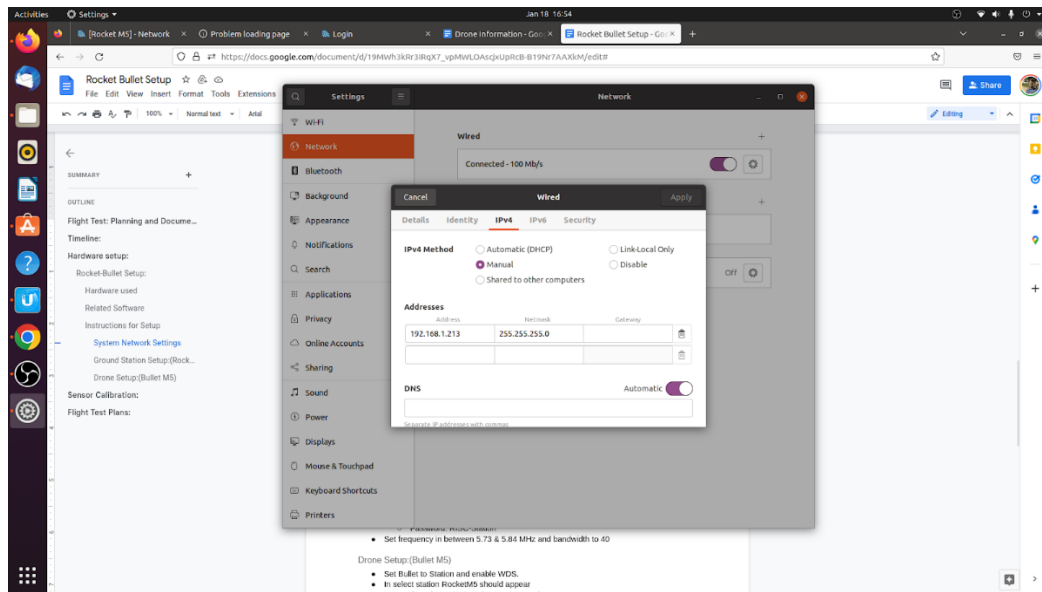 Activities Settings Jan 18 16:54
[Rocket M5] - Network Problem loading page Login Drone Information - Goo Rocket Bullet Setup - Goo
https://docs.google.com/document/d/
Rocket Bullet Setup
File Edit View Insert Format Tools Extensions
Share
100% Normal text Arial
Editing
SUMMARY
OUTLINE
Flight Test: Planning and Docume...
Timeline:
Hardware setup:
Rocket-Bullet Setup:
Hardware used
Related Software
Instructions for Setup
System Network Settings
Ground Station Setup:(Rock...
Drone Setup:(Bullet M5)
Sensor Calibration:
Flight Test Plans:
Settings
Wi-Fi
Network
Bluetooth
Background
Appearance
Notifications
Search
Applications
Privacy
Online Accounts
Sharing
Sound
Power
Displays
Mouse & Touchpad
Keyboard Shortcuts
Printers
Network
Wired
Connected - 100 Mb/s
Off
Cancel Wired Apply
Details Identity IPv4 IPv6 Security
IPv4 Method Automatic (DHCP) Link-Local Only
Manual Disable
Shared to other computers
Addresses
Address Netmask Gateway
192.168.1.213 255.255.255.0
DNS Automatic
Separate IP addresses with commas
Set frequency in between 5.73 & 5.84 MHz and bandwidth to 40
Drone Setup:(Bullet M5)
Set Bullet to Station and enable WDS.
In select station RocketM5 should appear